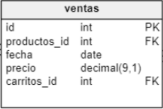 ventas
id int PK
productos_id int FK
fecha date
precio decimal(9,1)
carritos_id int FK